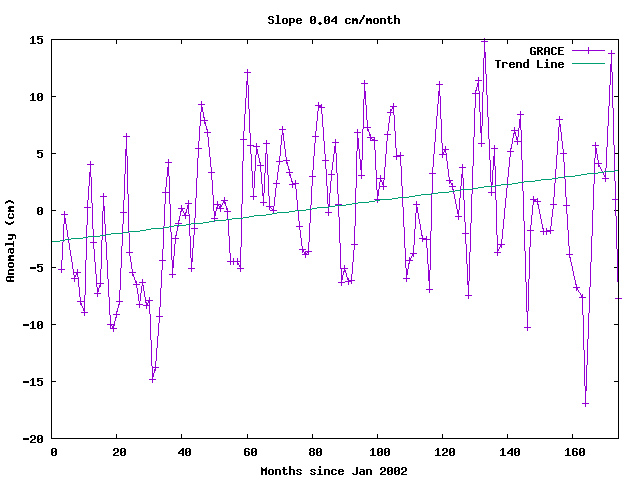 Slope 0.04 cm/month
GRACE
Trend Line
15
10
5
0
-5
-10
-15
-20
Anomaly (cm)
0 20 40 60 80 100 120 140 160
Months since Jan 2002